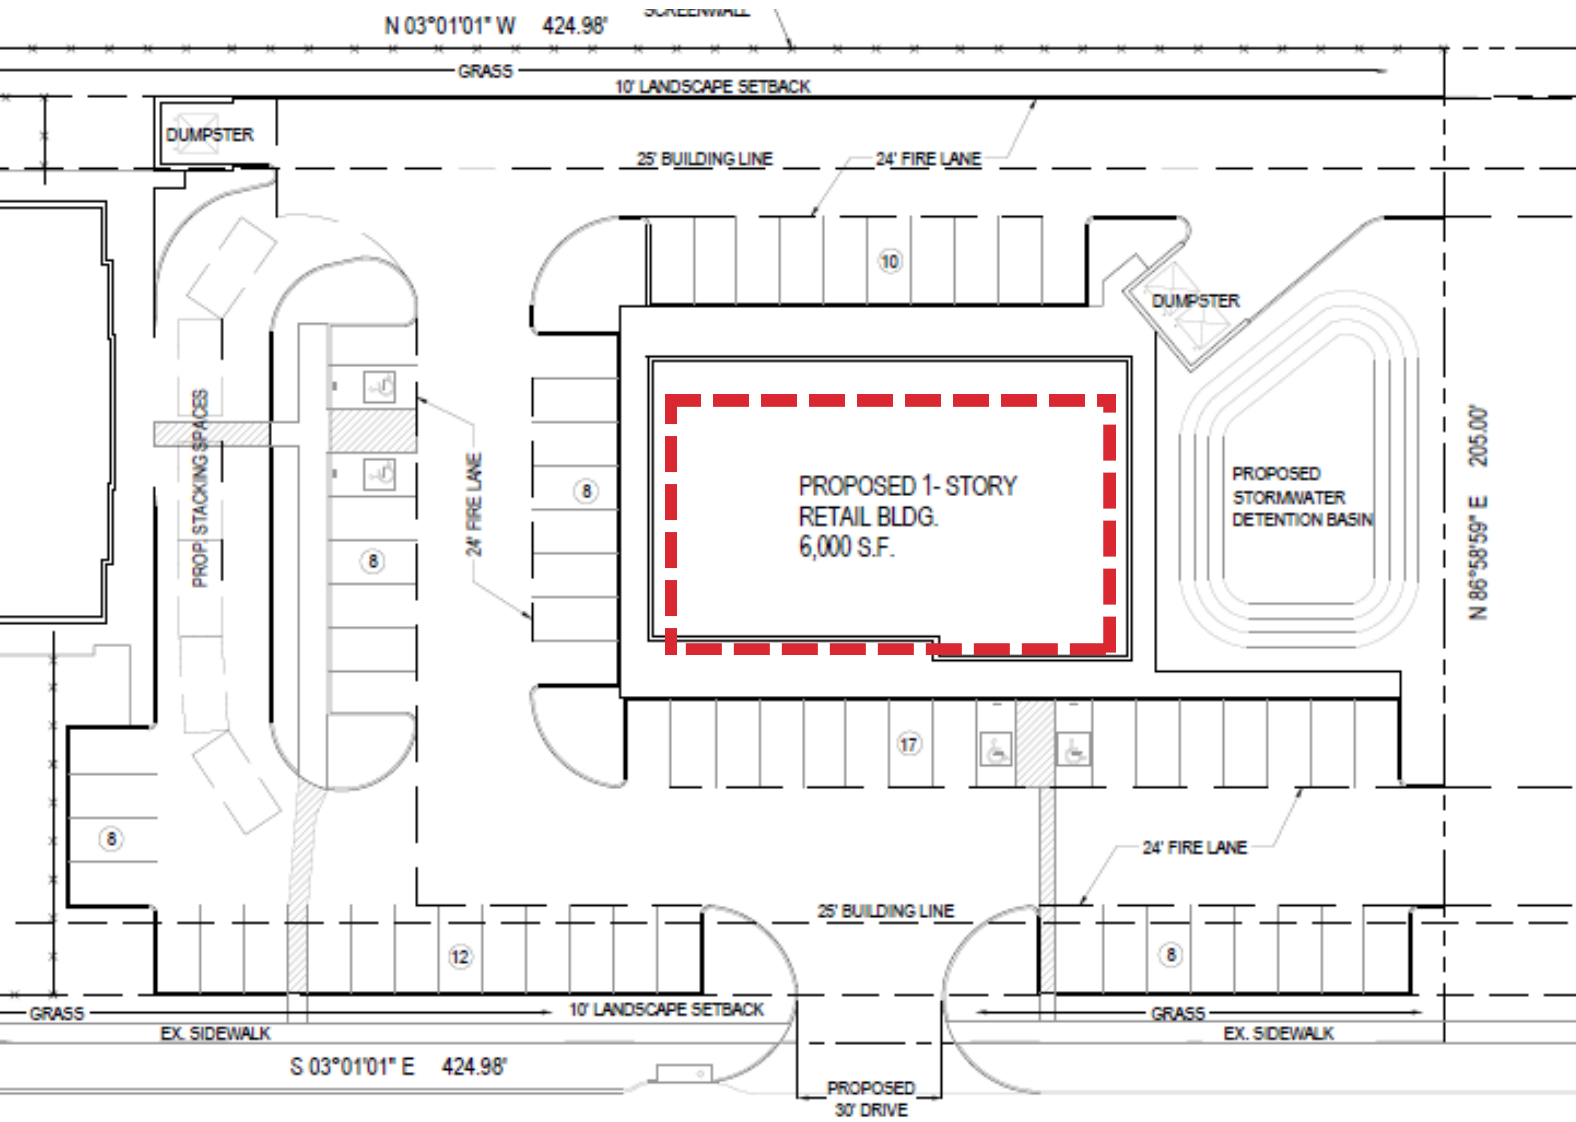 SCREENWALL
N 03°01'01" W 424.98'
GRASS
10' LANDSCAPE SETBACK
DUMPSTER
25' BUILDING LINE
24' FIRE LANE
10
DUMPSTER
PROP. STACKING SPACES
24' FIRE LANE
8
8
PROPOSED 1- STORY
RETAIL BLDG.
6,000 S.F.
PROPOSED
STORMWATER
DETENTION BASIN
N 86°58'59" E 205.00'
17
8
24' FIRE LANE
25' BUILDING LINE
12
8
GRASS
10' LANDSCAPE SETBACK
GRASS
EX. SIDEWALK
EX. SIDEWALK
S 03°01'01" E 424.98'
PROPOSED
30' DRIVE